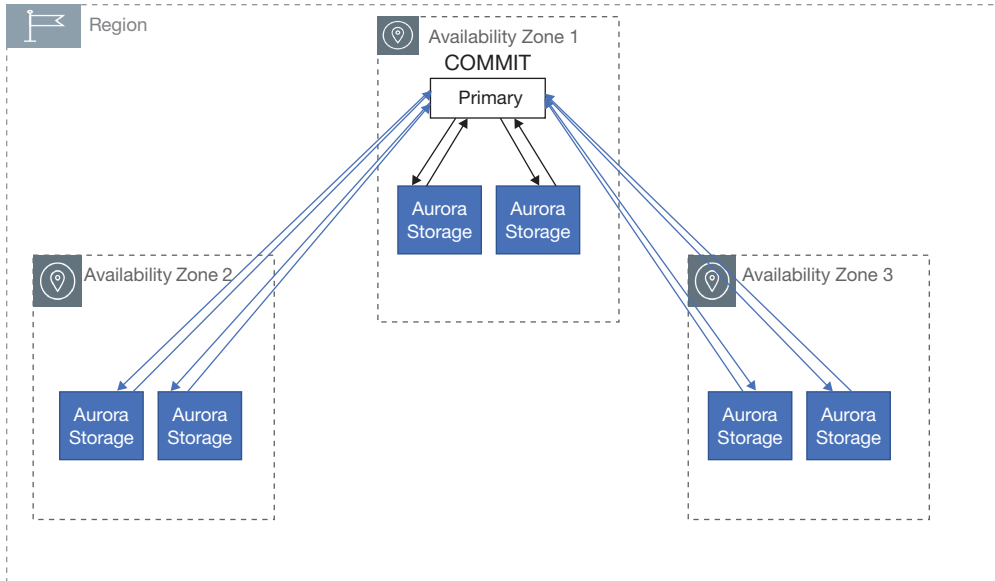 Region
Availability Zone 1
COMMIT
Primary
Aurora
Storage
Aurora
Storage
Availability Zone 2
Aurora
Storage
Aurora
Storage
Availability Zone 3
Aurora
Storage
Aurora
Storage